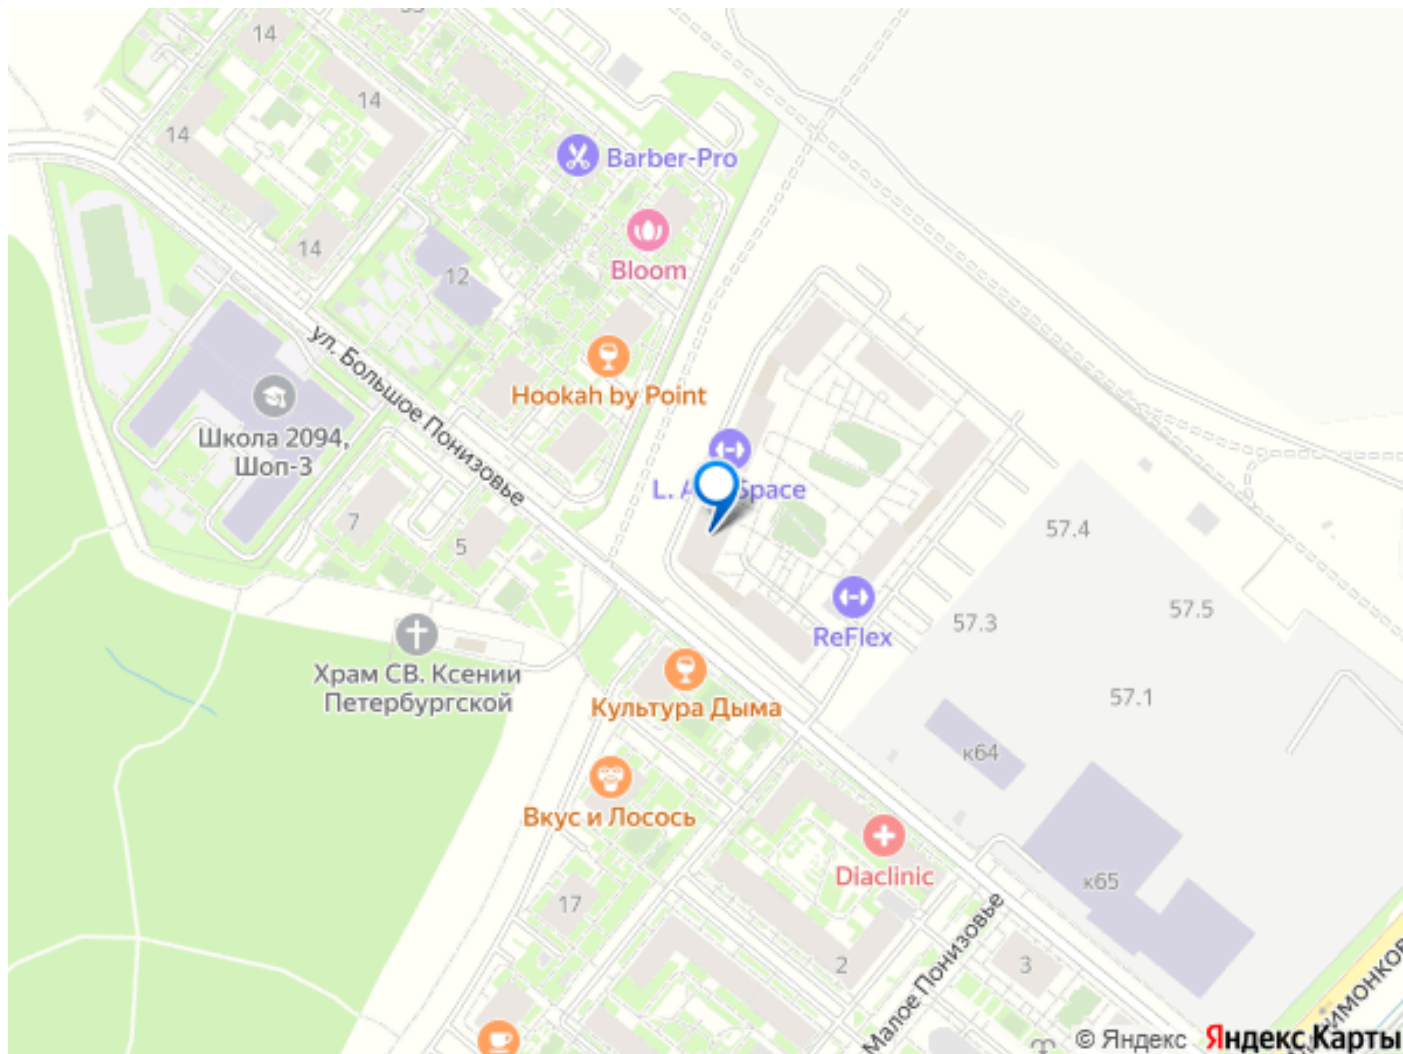 14
14
14
Barber-Pro
14
Bloom
12
ул. Большое Понизовье
Hookah by Point
Школа 2094,
Шоп-3
L. A
Space
7
5
57.4
57.5
57.3
ReFlex
Храм СВ. Ксении
Петербургской
Культура Дыма
57.1
к64
Вкус и Лосось
Diaclinic
к65
17
2
3
Малое Понизовье
© Яндекс
Яндекс Карты